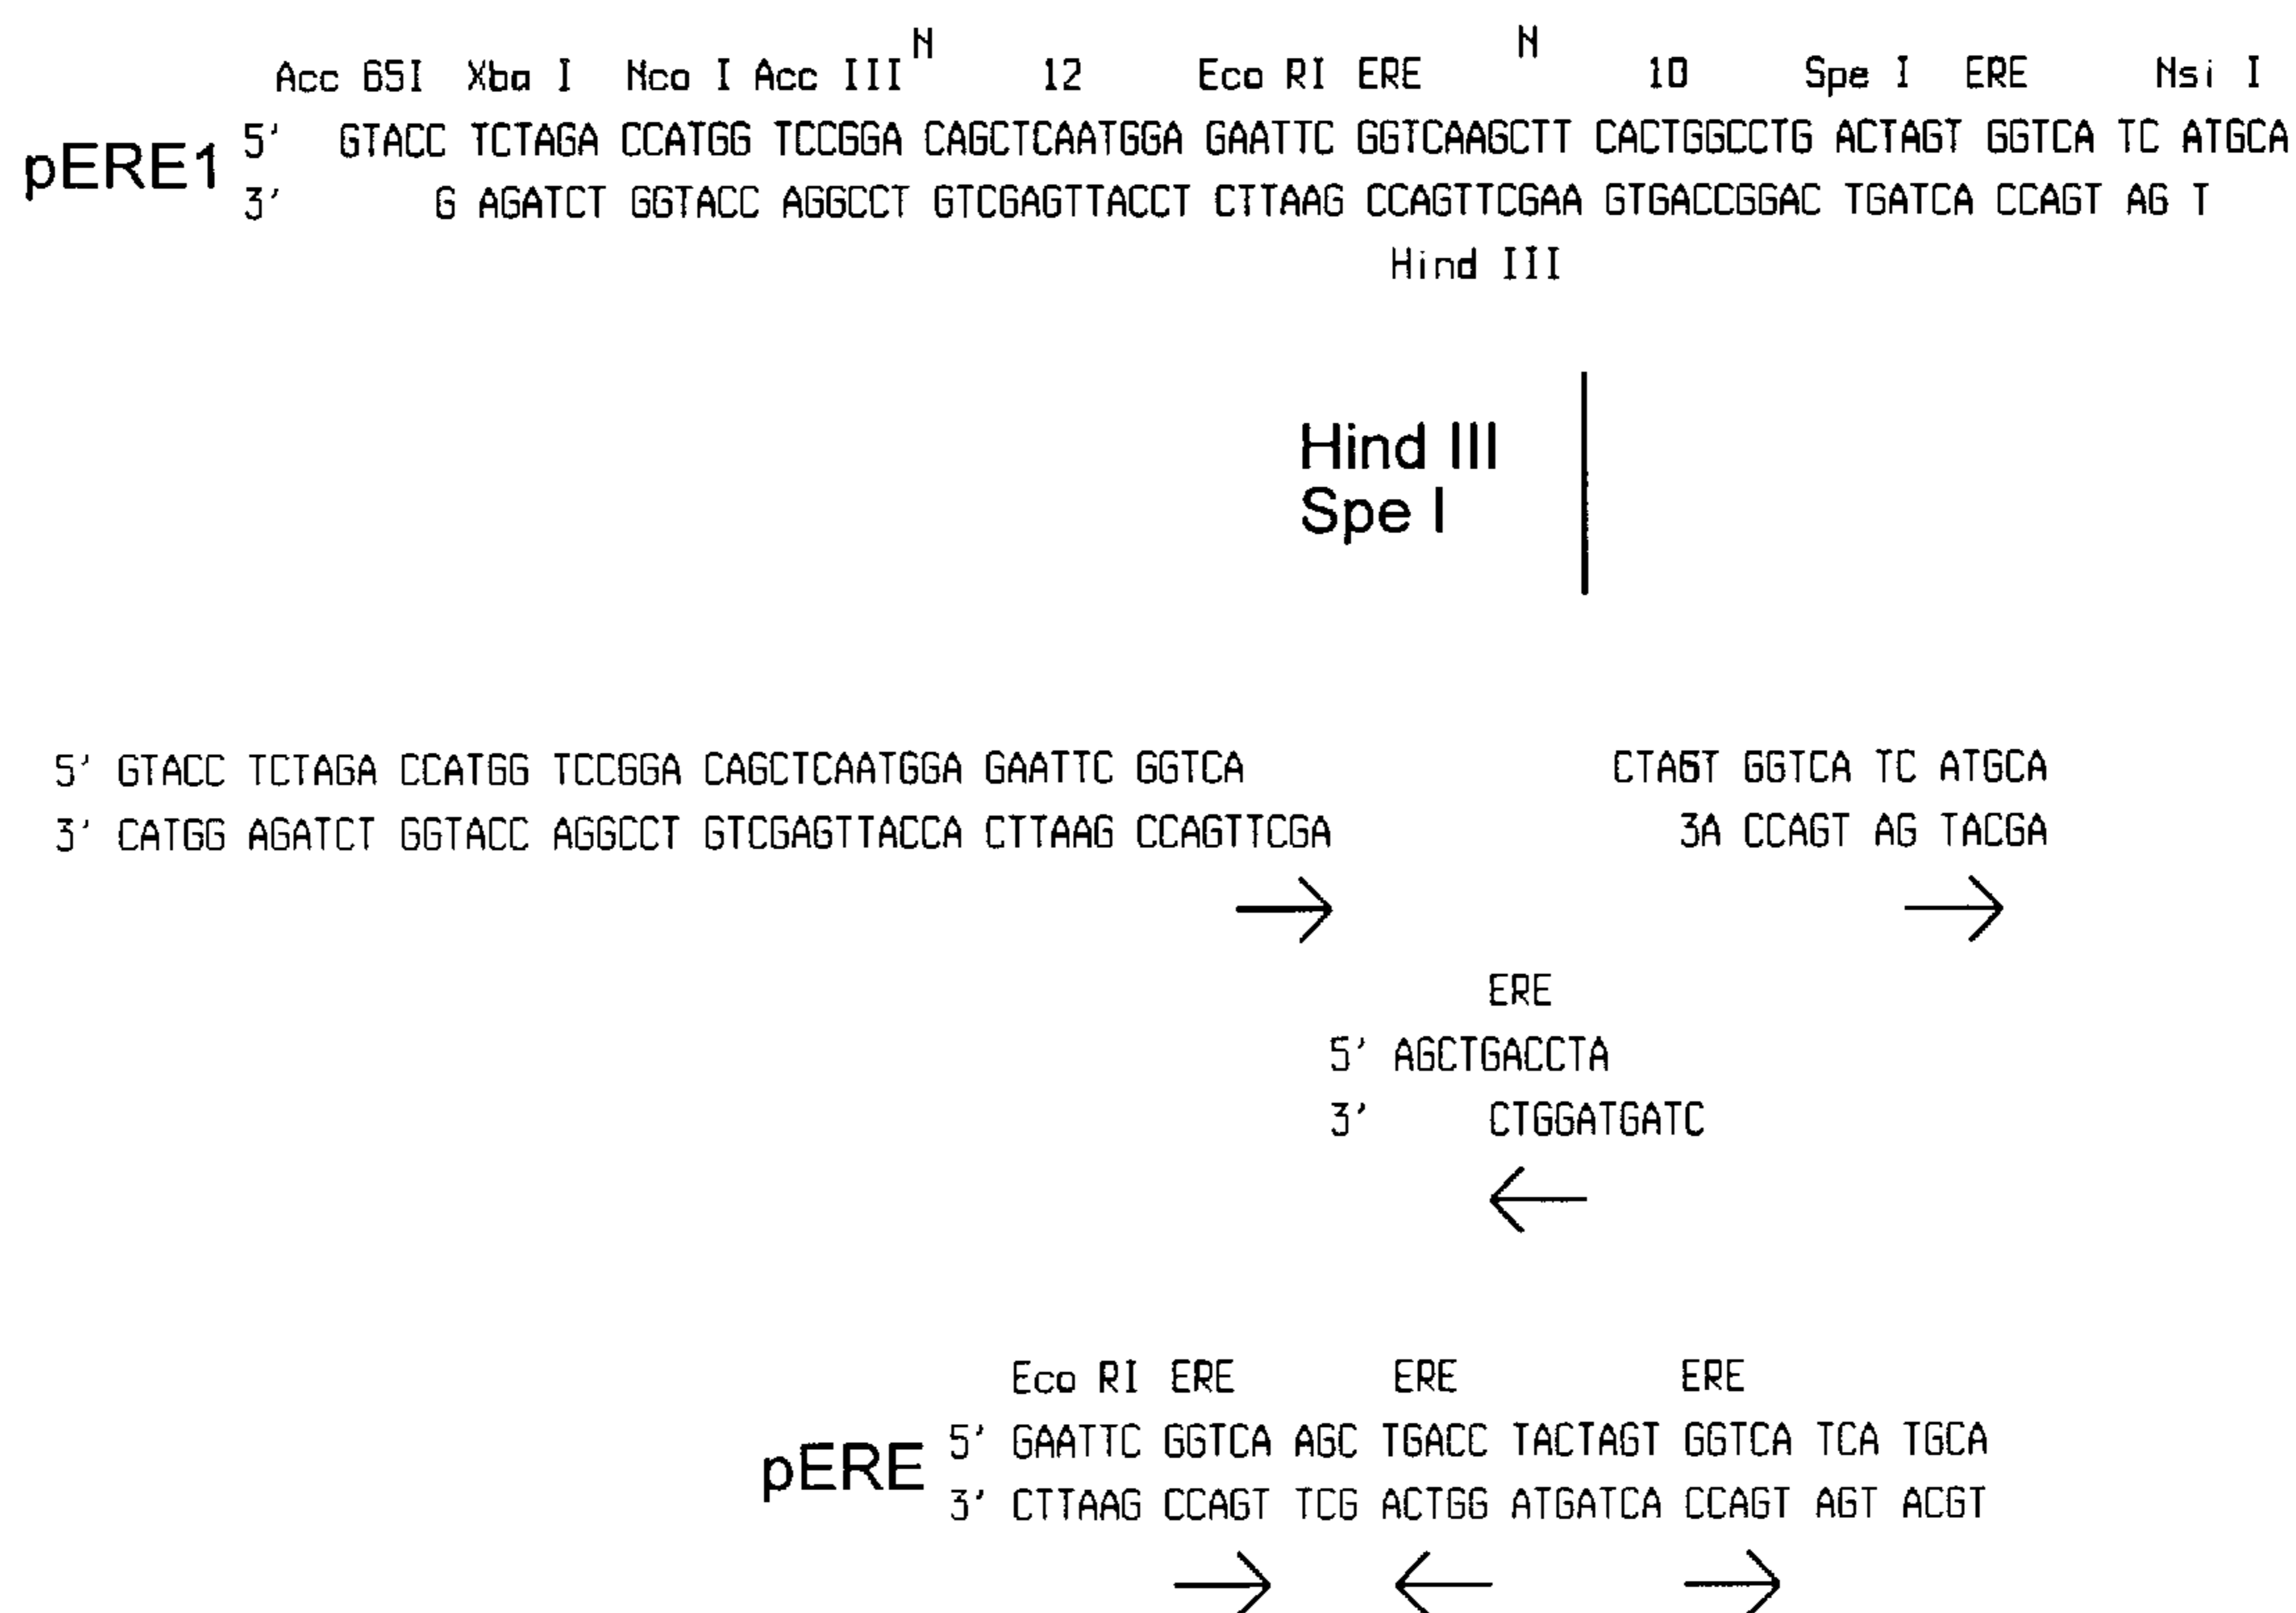 N N
Acc 65I Xba I Nco I Acc III 12 Eco RI ERE 10 Spe I ERE Nsi I
pERE1
5' GTACC TCTAGA CCATGG TCCGGA CAGCTCAATGGA GAATTC GGTCAAGCTT CACTGGCCTG ACTAGT GGTCA TC ATGCA
3' G AGATCT GGTACC AGGCCT GTCGAGTTACCT CTTAAG CCAGTTCGAA GTGACCGGAC TGATCA CCAGT AG T
Hind III
Hind III
Spe I
5' GTACC TCTAGA CCATGG TCCGGA CAGCTCAATGGA GAATTC GGTCA CTAGT GGTCA TC ATGCA
3' CATGG AGATCT GGTACC AGGCCT GTCGAGTTACCA CTTAAG CCAGTTCGA 3A CCAGT AG TACGA
ERE
5' AGCTGACCTA
3' CTGGATGATC
Eco RI ERE ERE ERE
pERE
5' GAATTC GGTCA AGC TGACC TACTAGT GGTCA TCA TGCA
3' CTTAAG CCAGT TCG ACTGG ATGATCA CCAGT AGT ACGT